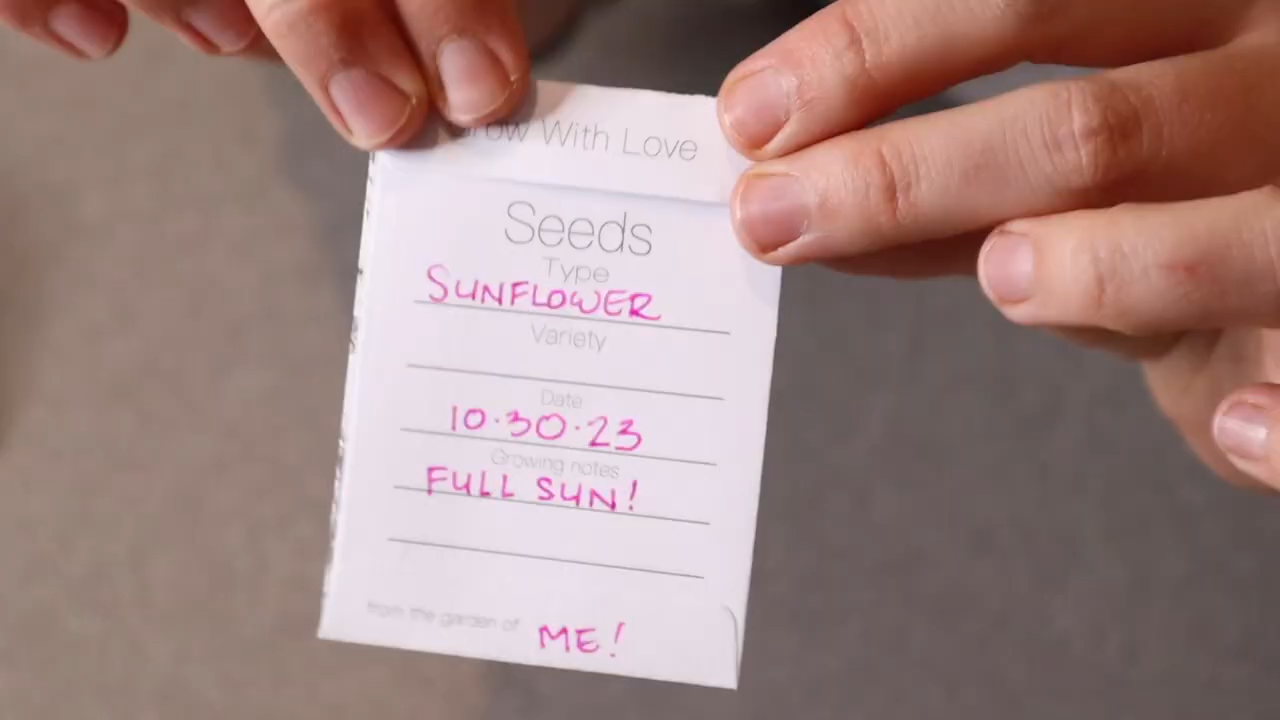 With Love
Seeds
Type
SUNFLOWER
Variety
Date
10.30.23
Growing notes
FULL SUN!
from the garden of ME!